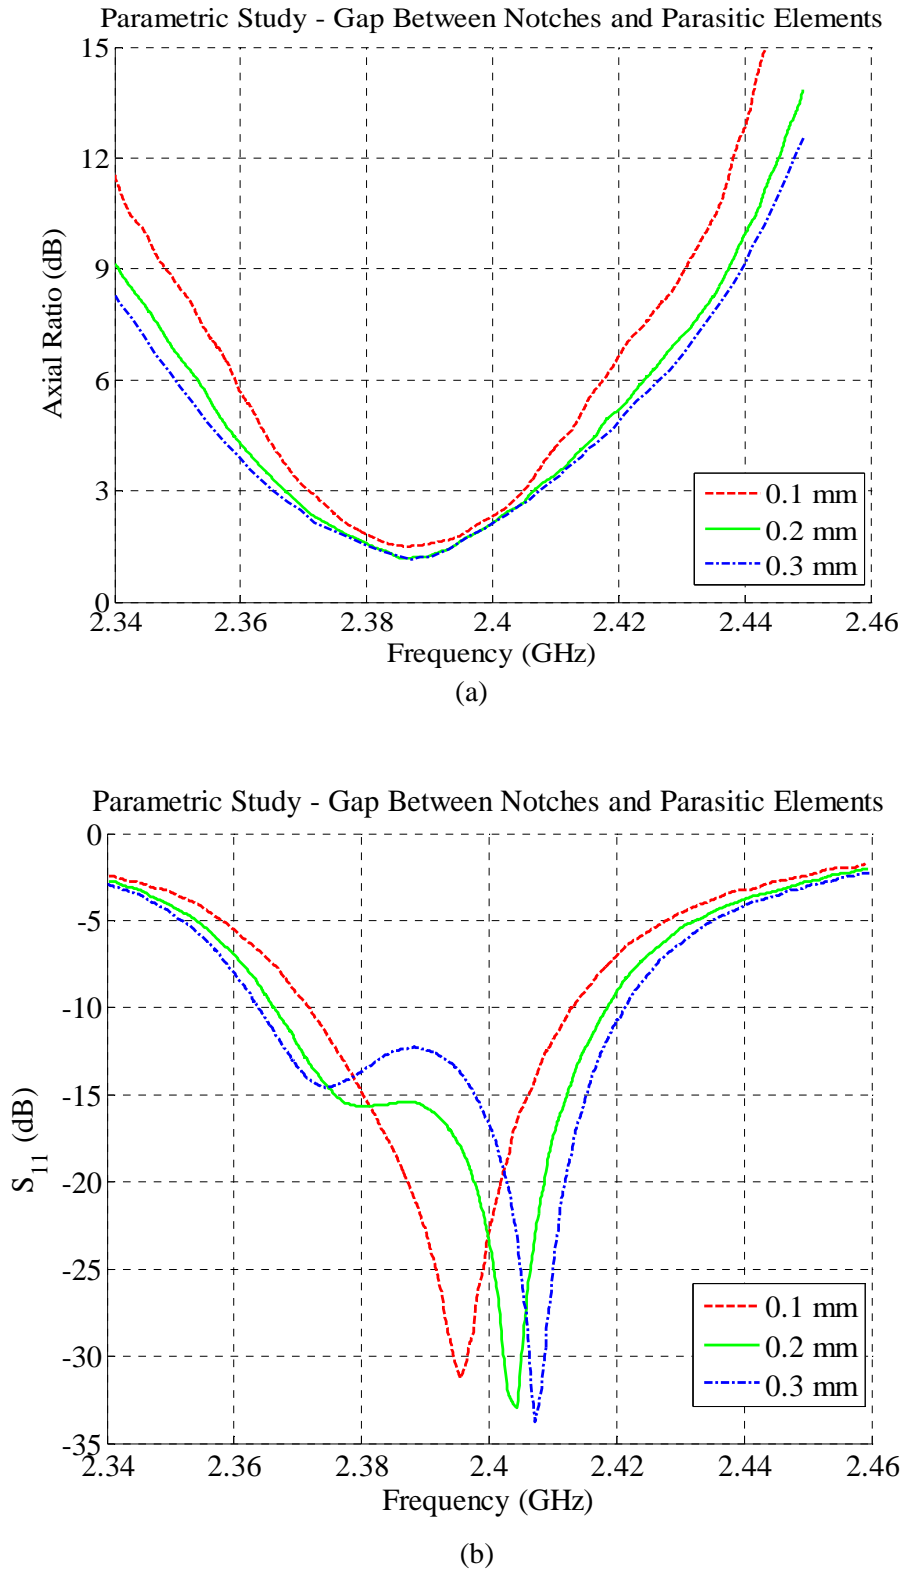 Parametric Study - Gap Between Notches and Parasitic Elements
15
12
9
6
3
0
Axial Ratio (dB)
0.1 mm
0.2 mm
0.3 mm
2.34 2.36 2.38 2.4 2.42 2.44 2.46
Frequency (GHz)
(a)
Parametric Study - Gap Between Notches and Parasitic Elements
0
-5
-10
-15
-20
-25
-30
-35
S11 (dB)
0.1 mm
0.2 mm
0.3 mm
2.34 2.36 2.38 2.4 2.42 2.44 2.46
Frequency (GHz)
(b)